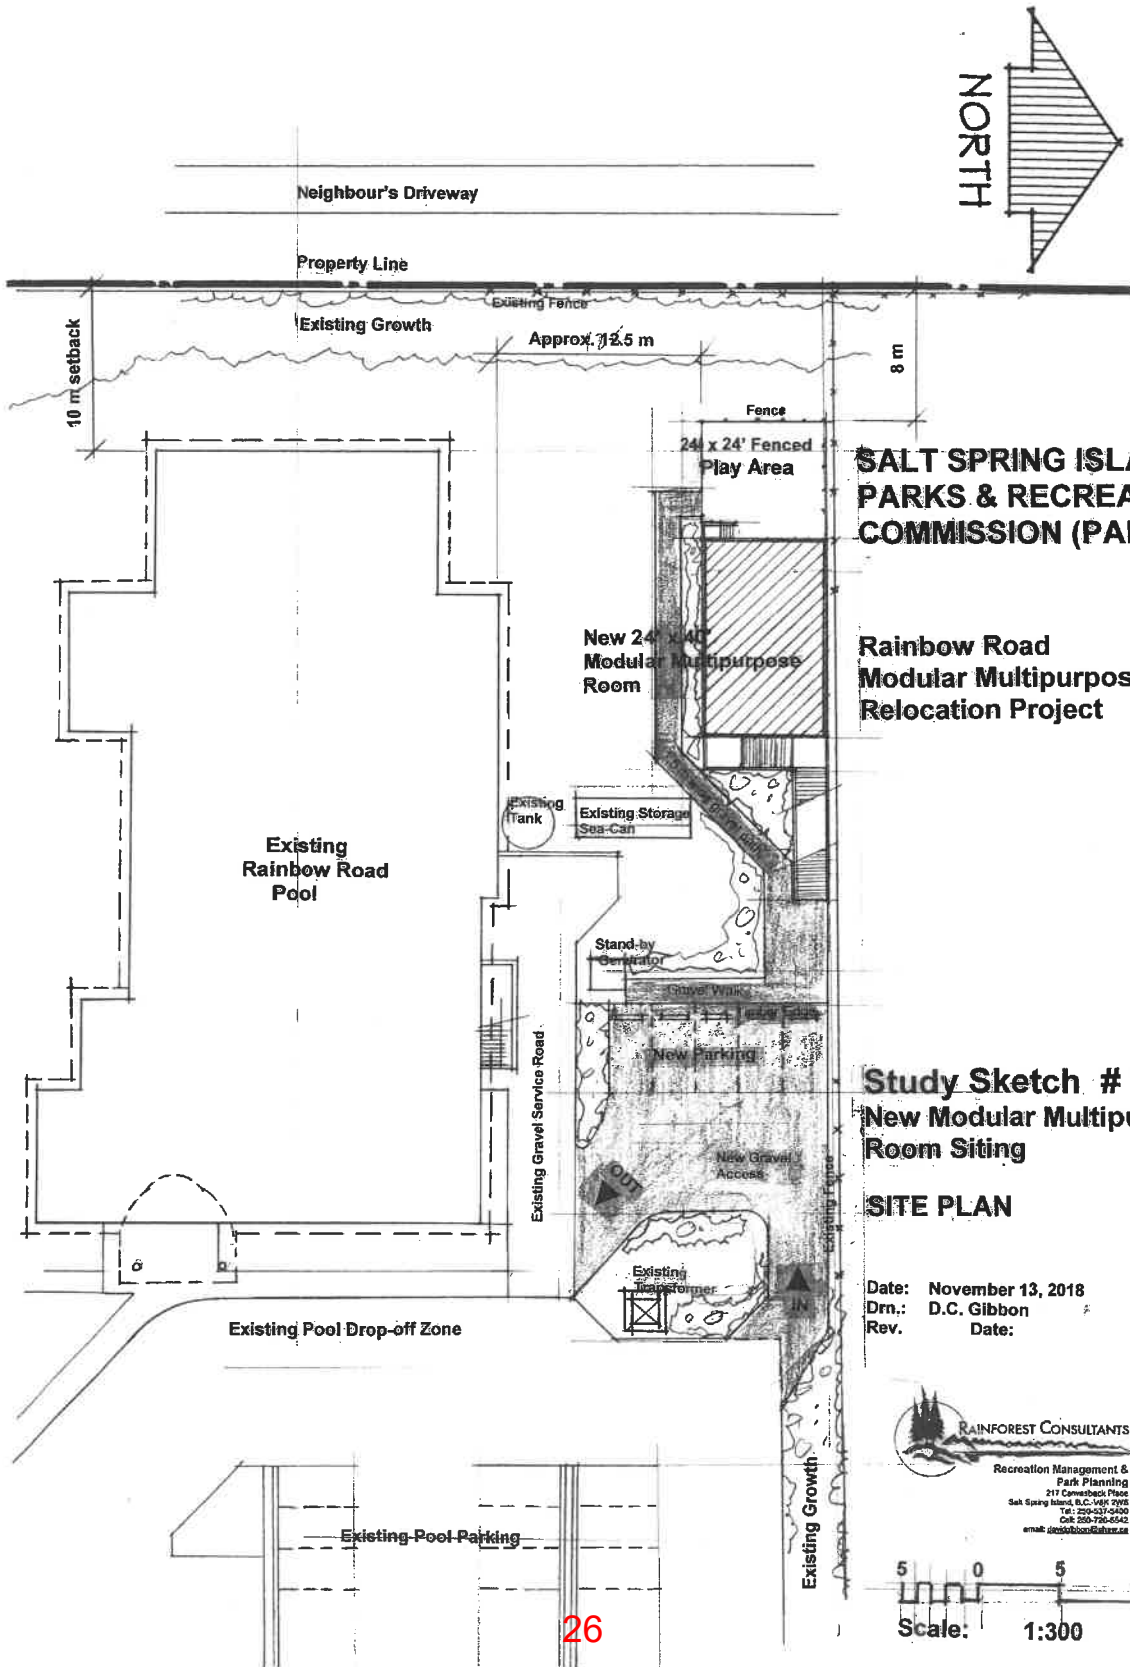 NORTH
Neighbour's Driveway
Property Line
Existing Fence
Existing Growth
10 m setback
8 m
Fence
24' x 24' Fenced
Play Area
SALT SPRING ISLA
PARKS & RECREA
COMMISSION (PA
New 24' x 40'
Modular Multipurpose
Room
Rainbow Road
Modular Multipurpos
Relocation Project
Existing
Tank
Existing Storage
Sea-Can
Existing
Rainbow Road
Pool
Stand-by
Generator
Gravel Walk
New Parking
Existing Gravel Service Road
Study Sketch #
New Modular Multipu
Room Siting
New Gravel
Access
OUT
Existing Fence
SITE PLAN
Existing
Transformer
IN
Date: November 13, 2018
Drn.: D.C. Gibbon
Rev. Date:
Existing Pool Drop-off Zone
RAINFOREST CONSULTANTS
Recreation Management &
Park Planning
Existing Growth
Existing Pool Parking
5 0 5
Scale: 1:300
26